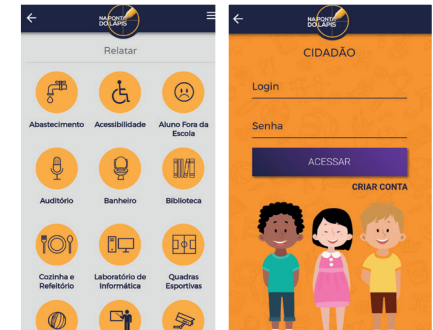 NA PONTA
DO LÁPIS
Relatar
Abastecimento
Acessibilidade
Aluno Fora da
Escola
Auditório
Banheiro
Biblioteca
Cozinha e
Refeitório
Laboratório de
Informática
Quadras
Esportivas
NA PONTA
DO LÁPIS
CIDADÃO
Login
Senha
ACESSAR
CRIAR CONTA